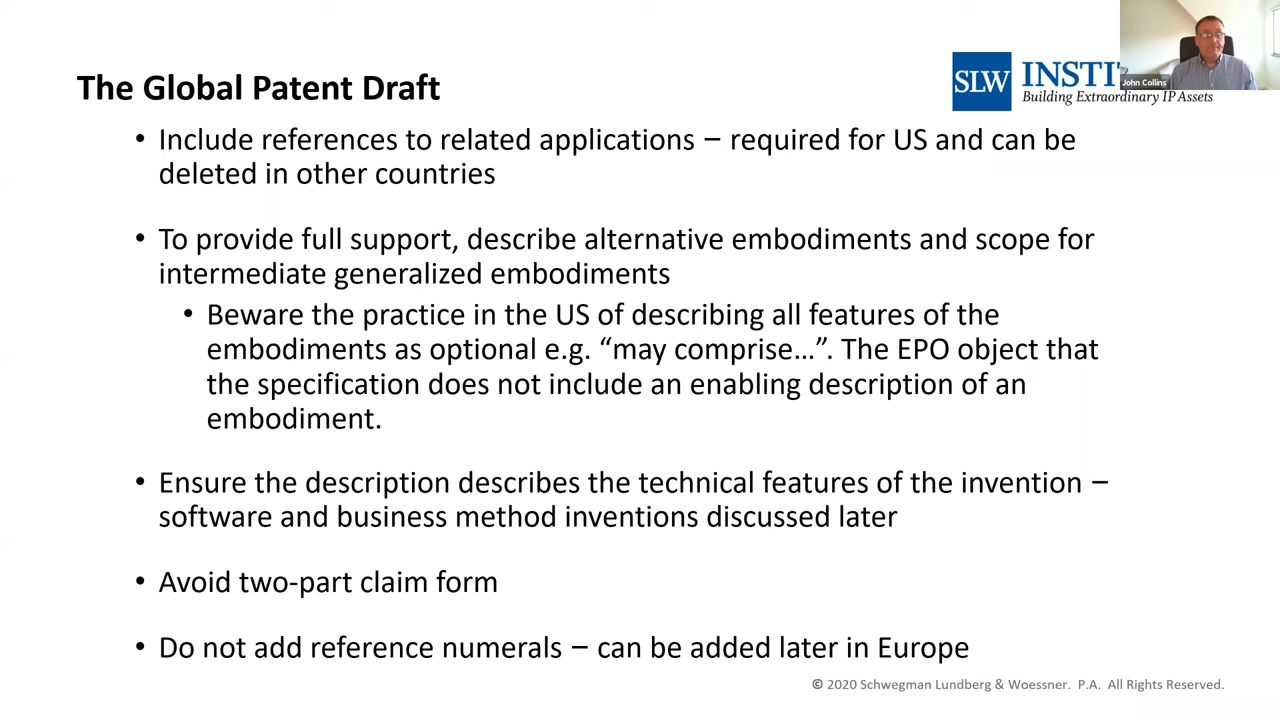 The Global Patent Draft
SLW
INSTI
Building Extraordinary IP Assets
John Collins
• Include references to related applications – required for US and can be
deleted in other countries
• To provide full support, describe alternative embodiments and scope for
intermediate generalized embodiments
• Beware the practice in the US of describing all features of the
embodiments as optional e.g. “may comprise…”. The EPO object that
the specification does not include an enabling description of an
embodiment.
• Ensure the description describes the technical features of the invention –
software and business method inventions discussed later
• Avoid two-part claim form
• Do not add reference numerals – can be added later in Europe
© 2020 Schwegman Lundberg & Woessner. P.A. All Rights Reserved.